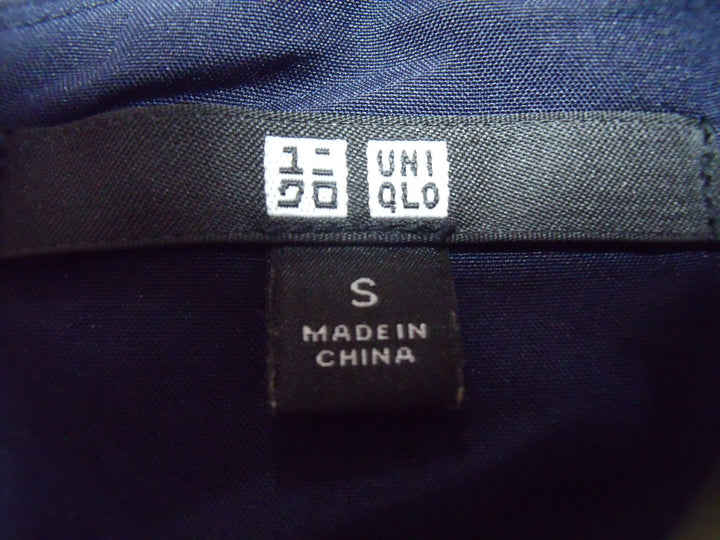 ユニ
クロ
UNI
QLO
S
MADE IN
CHINA